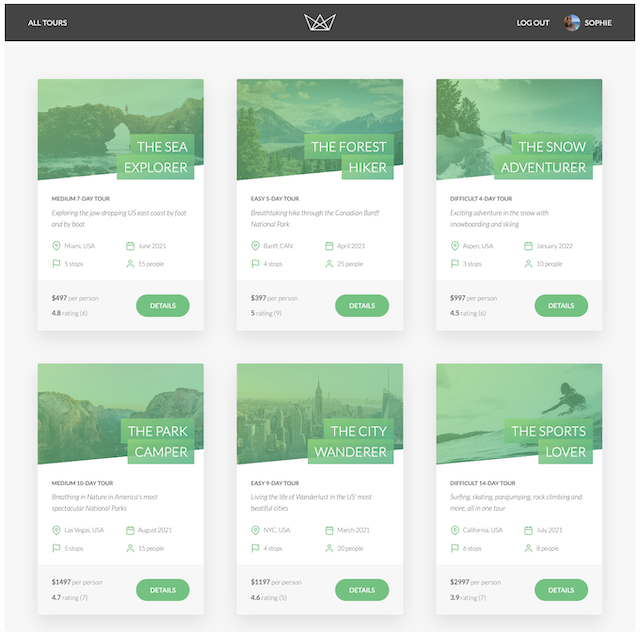 ALL TOURS
LOG OUT
SOPHIE
THE SEA
EXPLORER
MEDIUM 7-DAY TOUR
Exploring the jaw-dropping US east coast by foot
and by boat
Miami, USA
June 2021
5 stops
15 people
$497 per person
4.8 rating (6)
DETAILS
THE FOREST
HIKER
EASY 5-DAY TOUR
Breathtaking hike through the Canadian Banff
National Park
Banff, CAN
April 2021
4 stops
25 people
$397 per person
5 rating (9)
DETAILS
THE SNOW
ADVENTURER
DIFFICULT 4-DAY TOUR
Exciting adventure in the snow with
snowboarding and skiing
Aspen, USA
January 2022
3 stops
10 people
$997 per person
4.5 rating (6)
DETAILS
THE PARK
CAMPER
MEDIUM 10-DAY TOUR
Breathing in Nature in America's most
spectacular National Parks
Las Vegas, USA
August 2021
5 stops
15 people
$1497 per person
4.7 rating (7)
DETAILS
THE CITY
WANDERER
EASY 9-DAY TOUR
Living the life of Wanderlust in the US' most
beatiful cities
NYC, USA
March 2021
4 stops
20 people
$1197 per person
4.6 rating (5)
DETAILS
THE SPORTS
LOVER
DIFFICULT 14-DAY TOUR
Surfing, skating, parajumping, rock climbing and
more, all in one tour
California, USA
July 2021
6 stops
8 people
$2997 per person
3.9 rating (7)
DETAILS